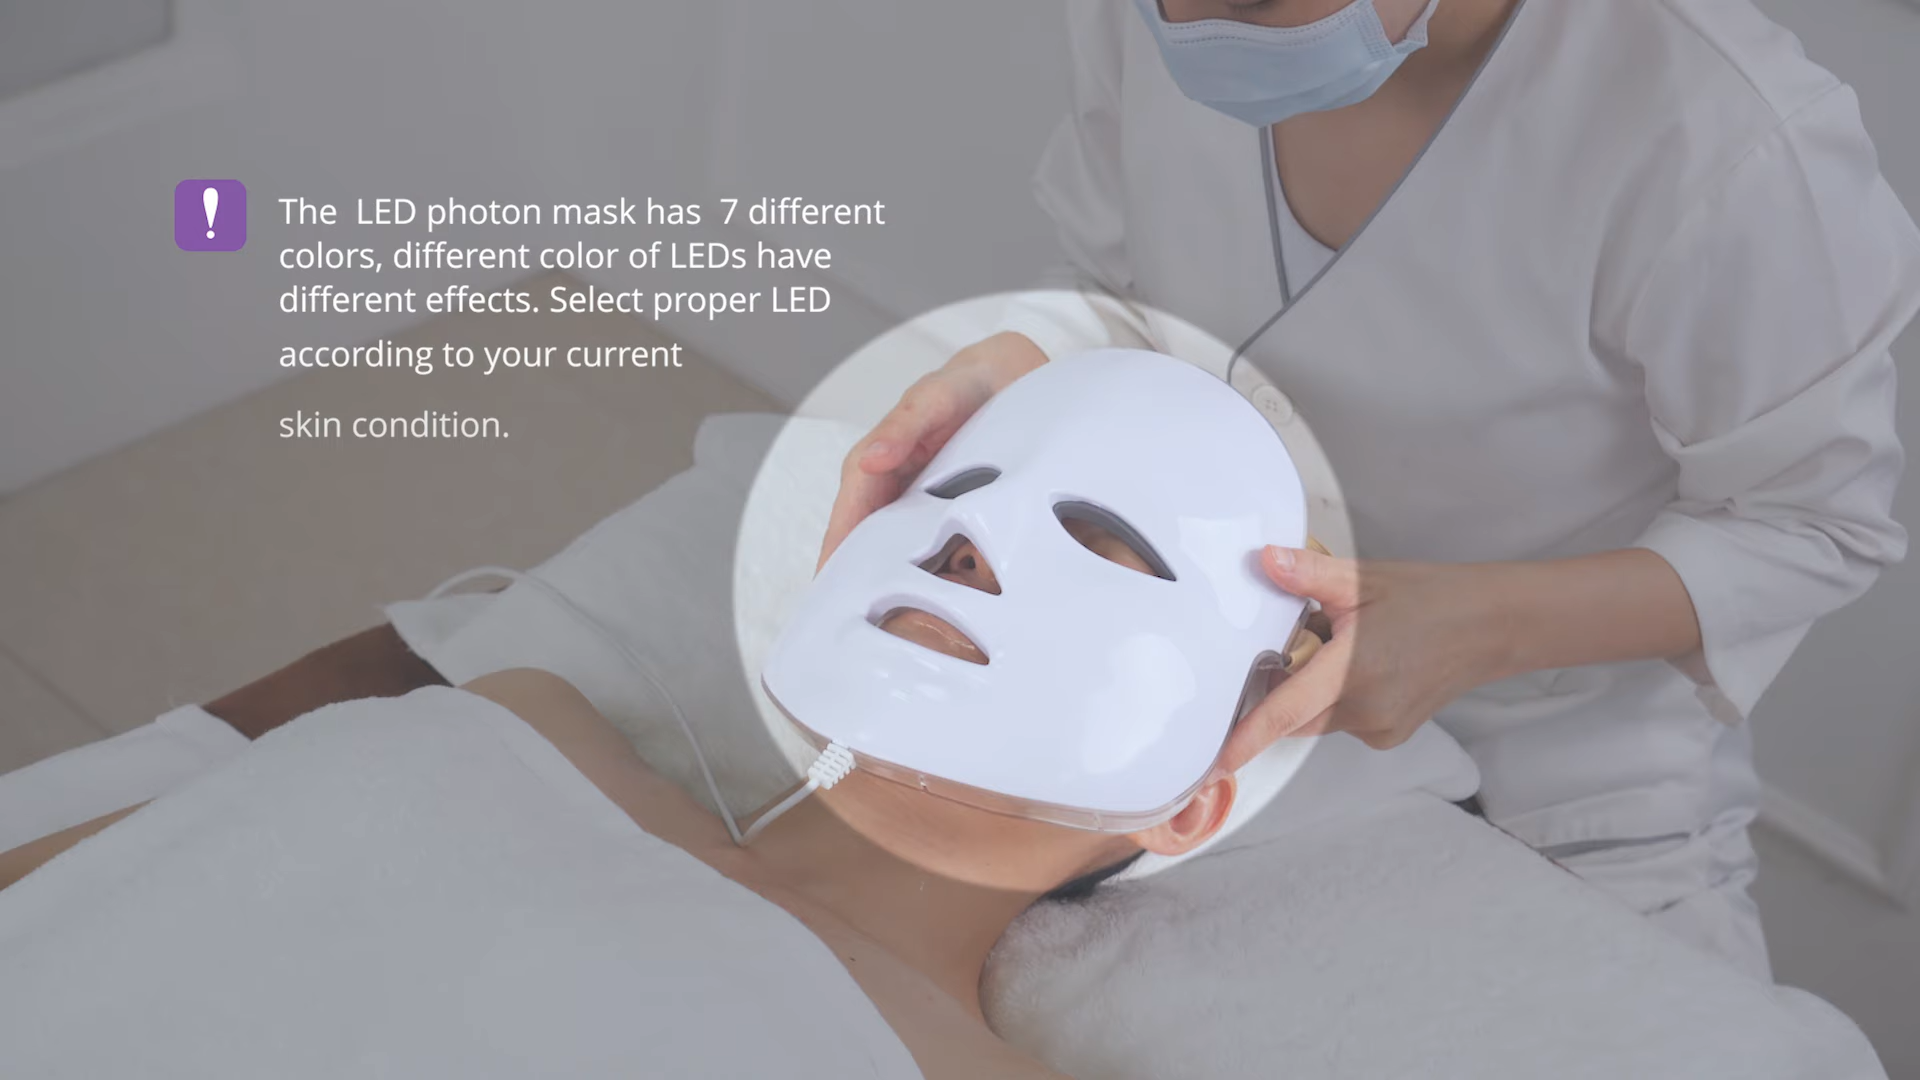 The LED photon mask has 7 different
colors, different color of LEDs have
different effects. Select proper LED
according to your current
skin condition.